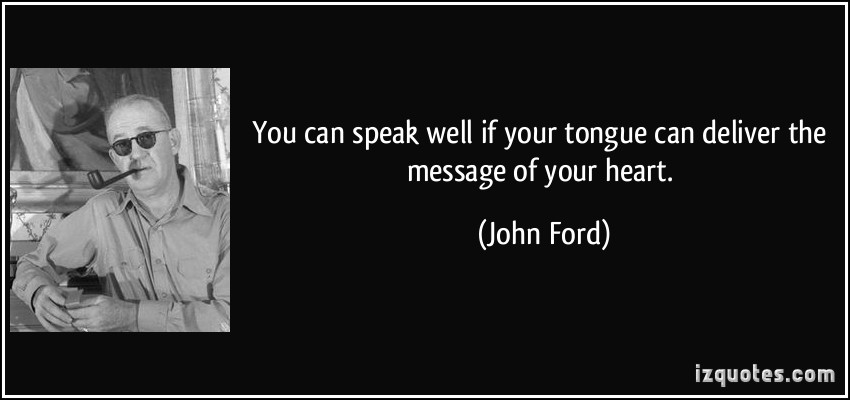 You can speak well if your tongue can deliver the
message of your heart.
(John Ford)
izquotes.com